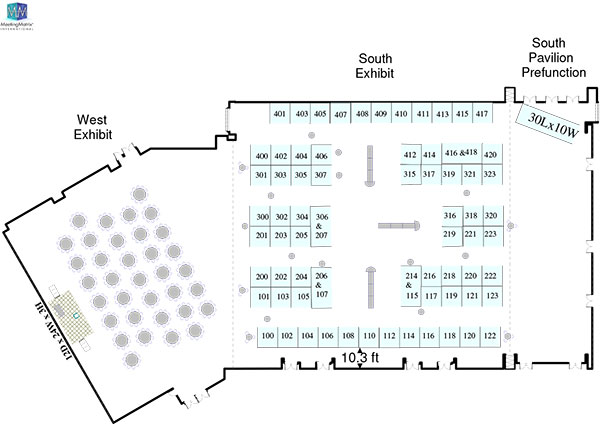 MeetingMatrix
INTERNATIONAL
South
Exhibit
South
Pavilion
Prefunction
West
Exhibit
30Lx10W
401 403 405 407 408 409 411 413 415 417
400 402 404 406
301 303 305 307
412 414 416 &418 420
315 317 319 321 323
300 302 304 306
&
201 203 205 207
316 318 320
219 221 223
200 202 204 206
&
101 103 105 107
214 216 218 220 222
&
115 117 119 121 123
12D x 24W x 3H
100 102 104 106 108 110 112 114 116 118 120 122
10.3 ft